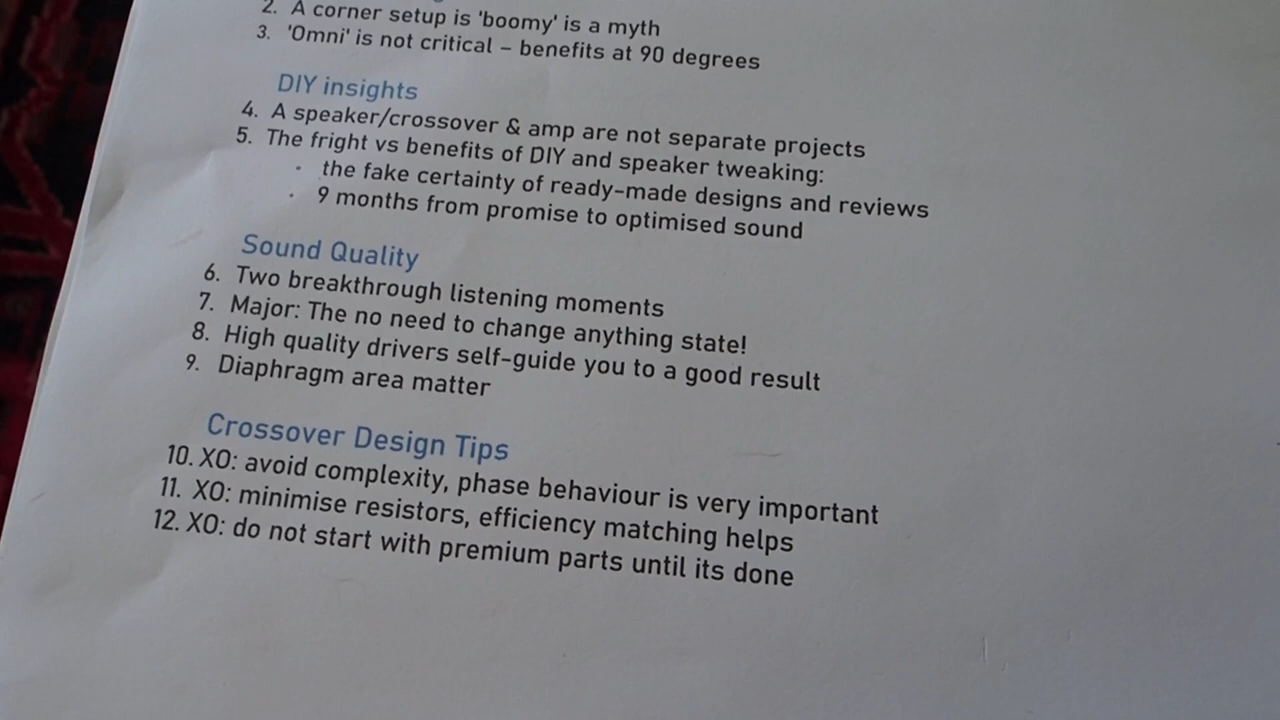 2. A corner setup is 'boomy' is a myth
3. 'Omni' is not critical – benefits at 90 degrees
DIY insights
4. A speaker/crossover & amp are not separate projects
5. The fright vs benefits of DIY and speaker tweaking:
• the fake certainty of ready-made designs and reviews
• 9 months from promise to optimised sound
Sound Quality
6. Two breakthrough listening moments
7. Major: The no need to change anything state!
8. High quality drivers self-guide you to a good result
9. Diaphragm area matter
Crossover Design Tips
10. XO: avoid complexity, phase behaviour is very important
11. XO: minimise resistors, efficiency matching helps
12. XO: do not start with premium parts until its done